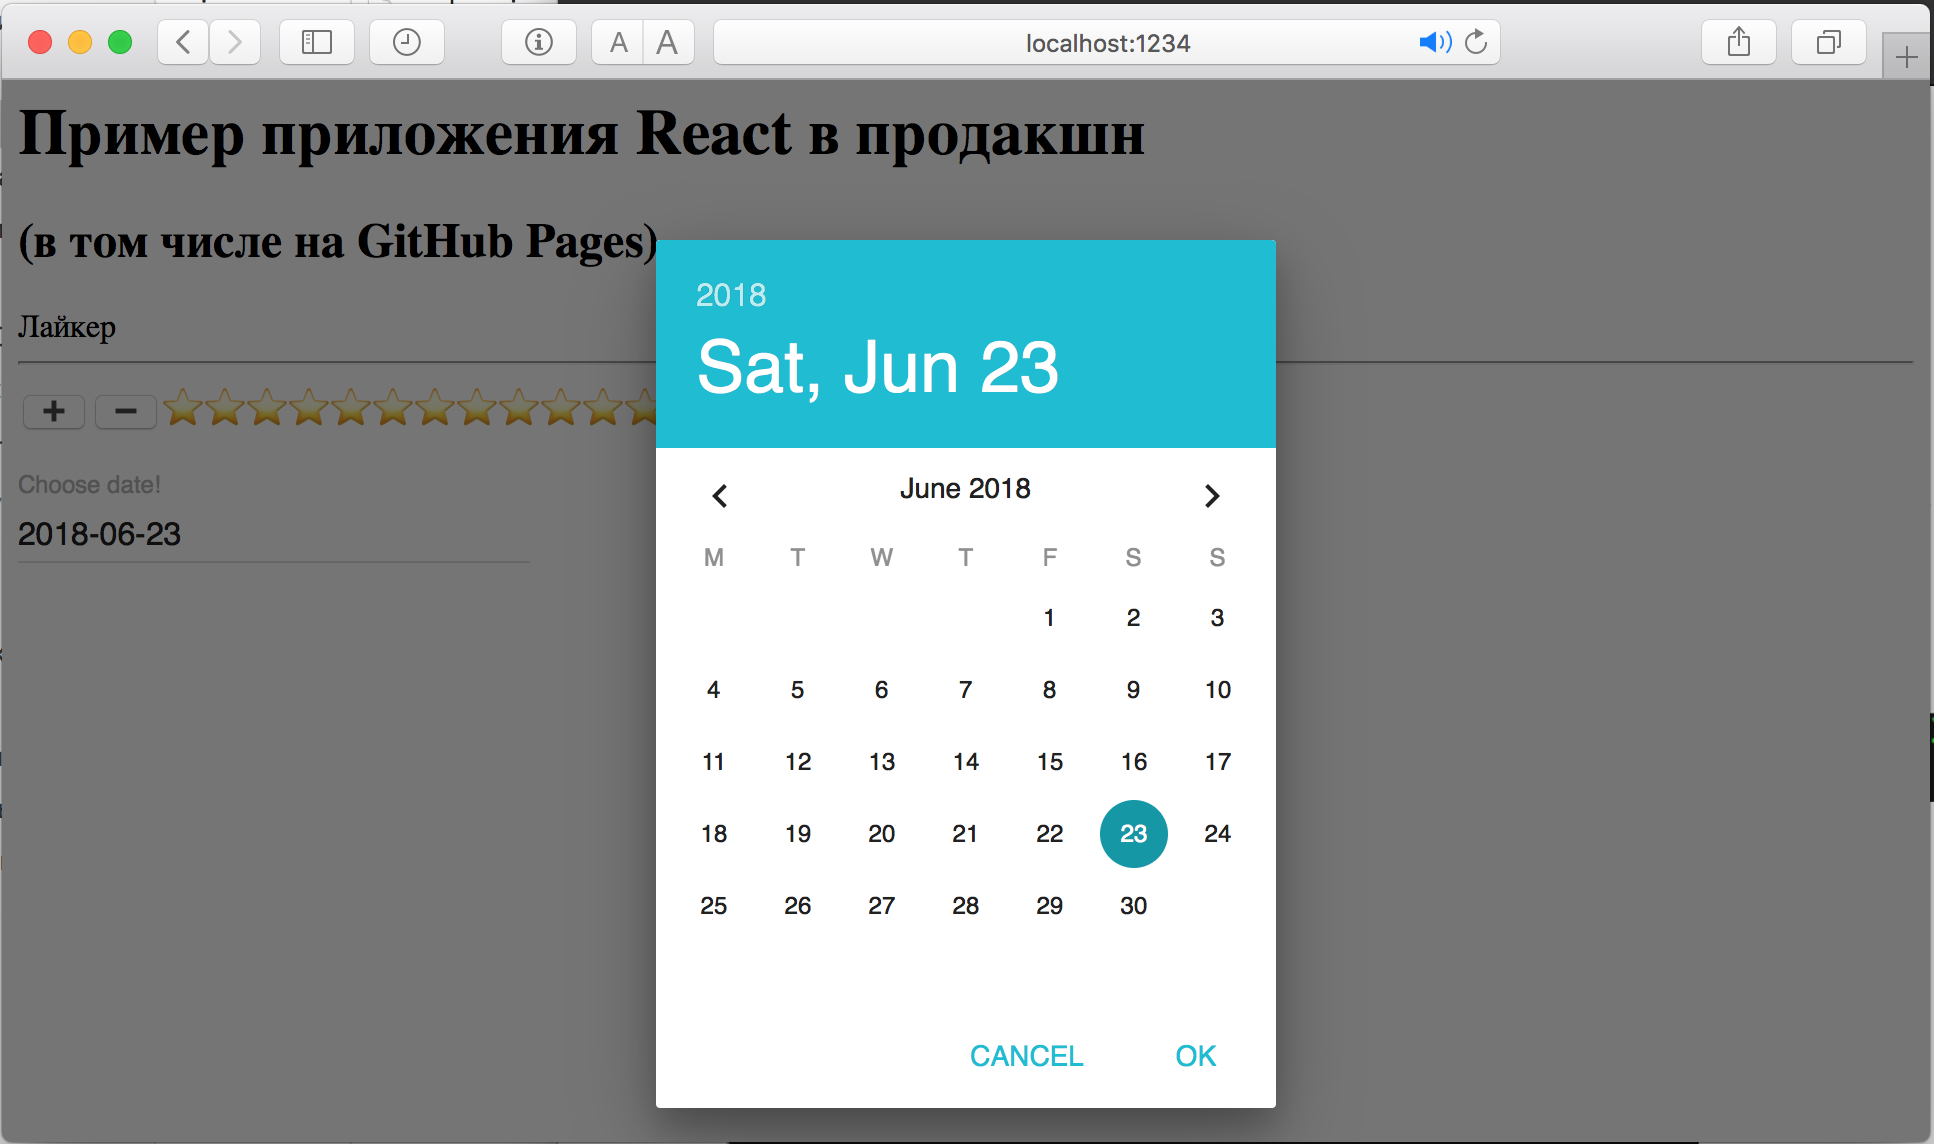 A A
localhost:1234
Пример приложения React в продакшн
(в том числе на GitHub Pages)
Лайкер
+ −
Choose date!
2018-06-23
2018
Sat, Jun 23
June 2018
M T W T F S S
1 2 3
4 5 6 7 8 9 10
11 12 13 14 15 16 17
18 19 20 21 22 23 24
25 26 27 28 29 30
CANCEL OK